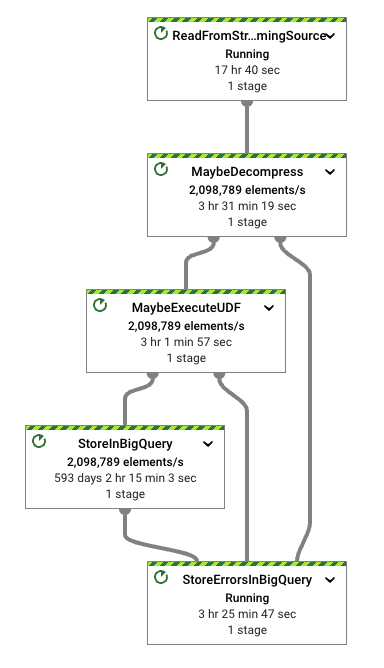 ReadFromStr...mingSource
Running
17 hr 40 sec
1 stage
MaybeDecompress
2,098,789 elements/s
3 hr 31 min 19 sec
1 stage
MaybeExecuteUDF
2,098,789 elements/s
3 hr 1 min 57 sec
1 stage
StoreInBigQuery
2,098,789 elements/s
593 days 2 hr 15 min 3 sec
1 stage
StoreErrorsInBigQuery
Running
3 hr 25 min 47 sec
1 stage